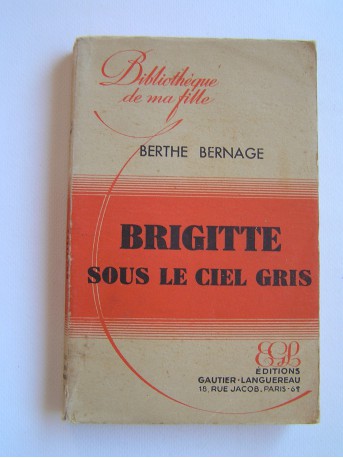 Bibliothèque
de ma fille
BERTHE BERNAGE
BRIGITTE
SOUS LE CIEL GRIS
EGL
ÉDITIONS
GAUTIER-LANGUEREAU
18, RUE JACOB, PARIS-6ᵉ